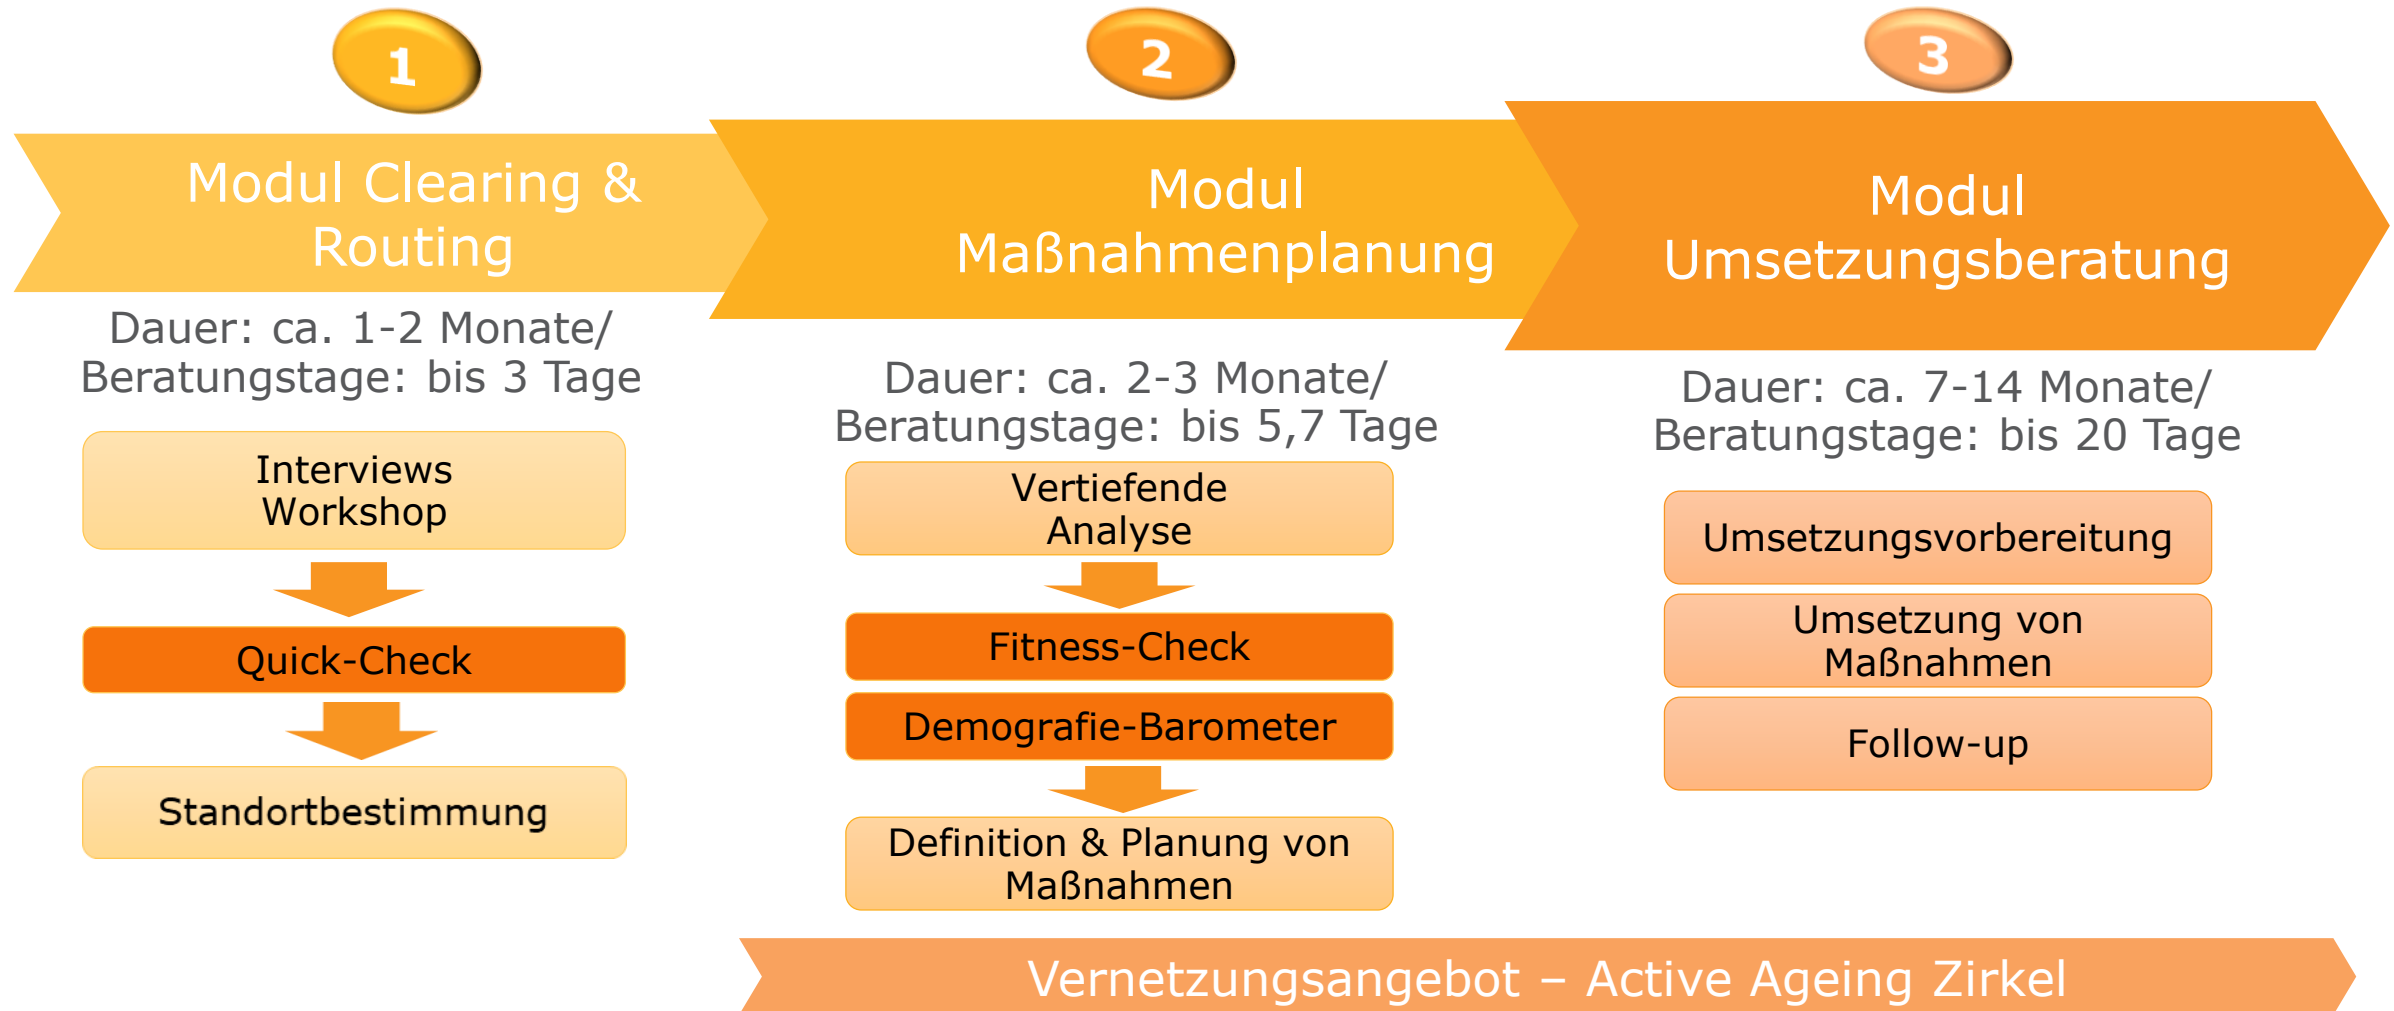 1
Modul Clearing &
Routing
Dauer: ca. 1-2 Monate/
Beratungstage: bis 3 Tage
Interviews
Workshop
Quick-Check
Standortbestimmung
2
Modul
Maßnahmenplanung
Dauer: ca. 2-3 Monate/
Beratungstage: bis 5,7 Tage
Vertiefende
Analyse
Fitness-Check
Demografie-Barometer
Definition & Planung von
Maßnahmen
3
Modul
Umsetzungsberatung
Dauer: ca. 7-14 Monate/
Beratungstage: bis 20 Tage
Umsetzungsvorbereitung
Umsetzung von
Maßnahmen
Follow-up
Vernetzungsangebot – Active Ageing Zirkel